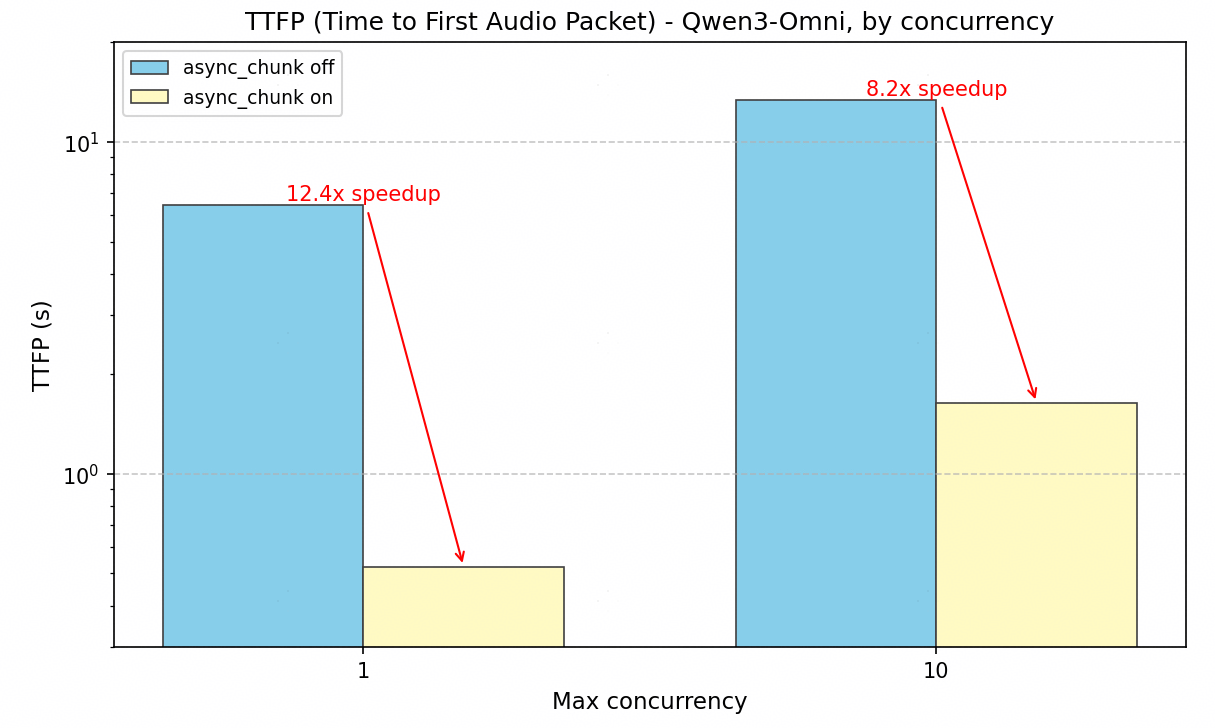 TTFP (Time to First Audio Packet) - Qwen3-Omni, by concurrency
async_chunk off
async_chunk on
8.2x speedup
12.4x speedup
10¹
10⁰
TTFP (s)
1
10
Max concurrency